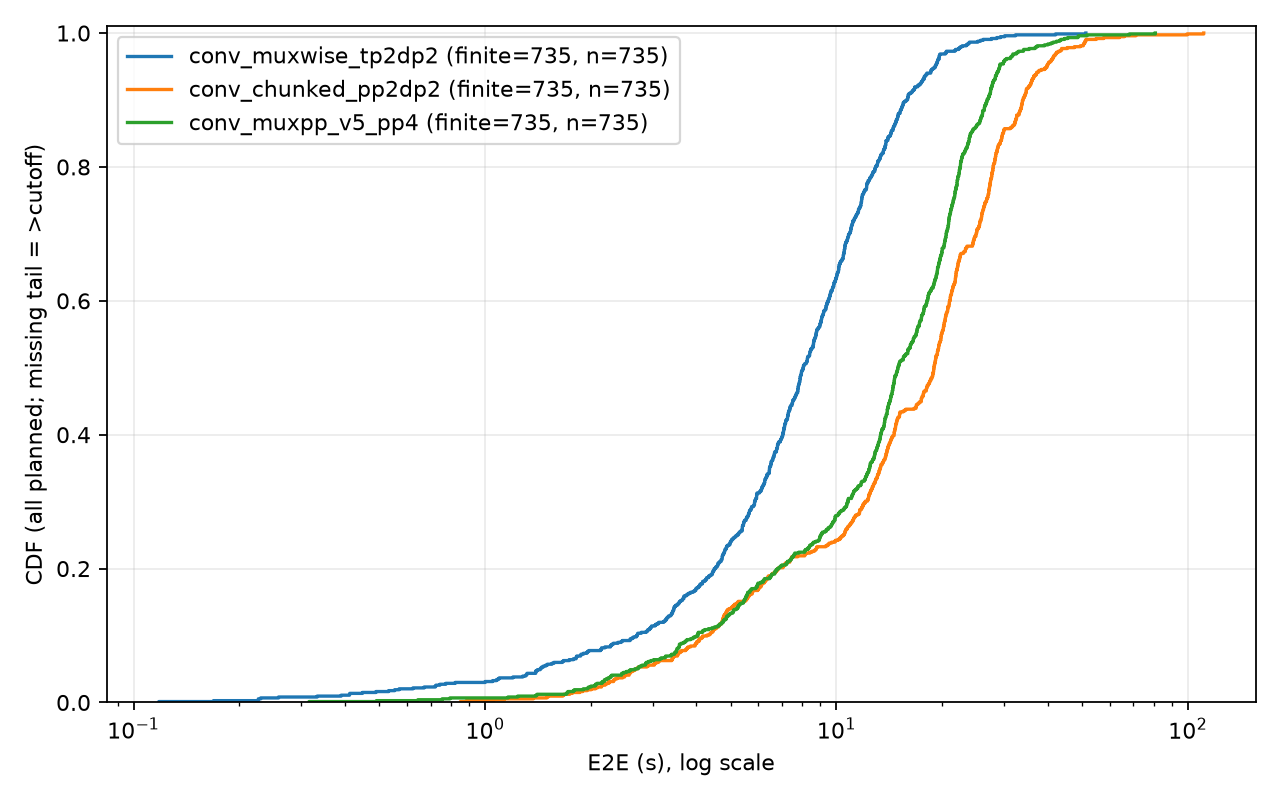 conv_muxwise_tp2dp2 (finite=735, n=735)
conv_chunked_pp2dp2 (finite=735, n=735)
conv_muxpp_v5_pp4 (finite=735, n=735)
CDF (all planned; missing tail = >cutoff)
1.0
0.8
0.6
0.4
0.2
0.0
10⁻¹ 10⁰ 10¹ 10²
E2E (s), log scale